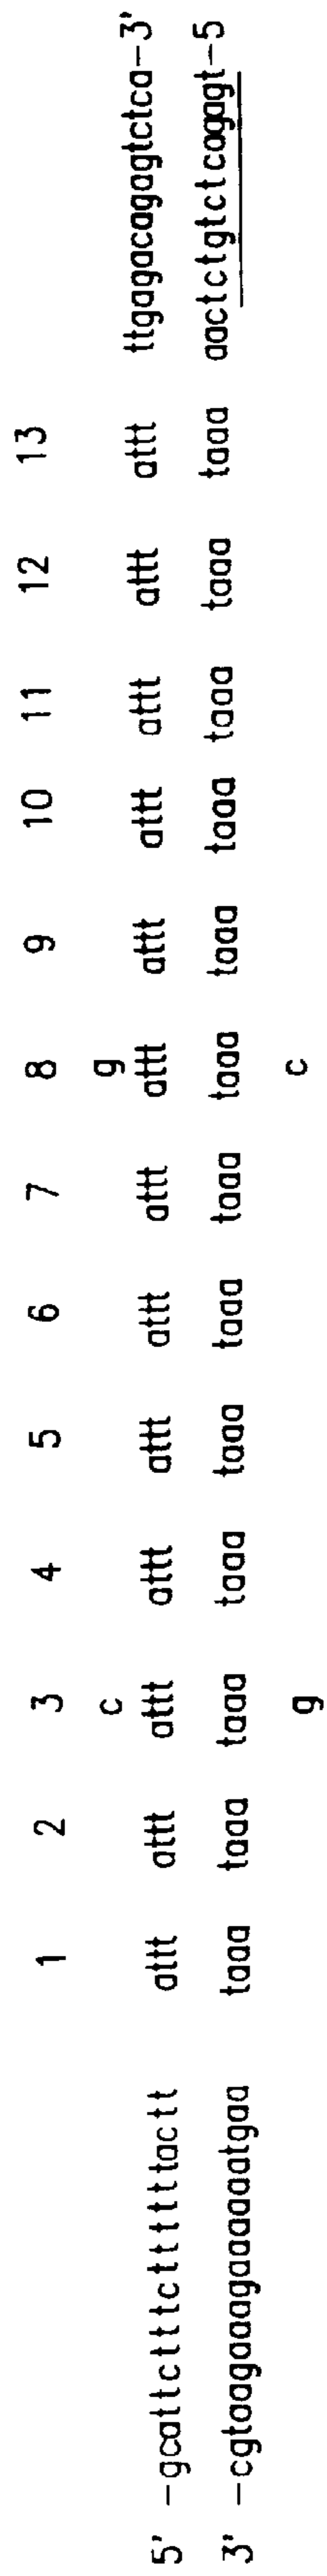 1 2 3 4 5 6 7 8 9 10 11 12 13
c g
5' –gcattctttcttttttactt attt attt attt attt attt attt attt attt attt attt attt attt attt ttgagacagagtctca–3'
3' –cgtaagaaagaaaaaatgaa taaa taaa taaa taaa taaa taaa taaa taaa taaa taaa taaa taaa taaa aactctgtctcagagt–5
g c